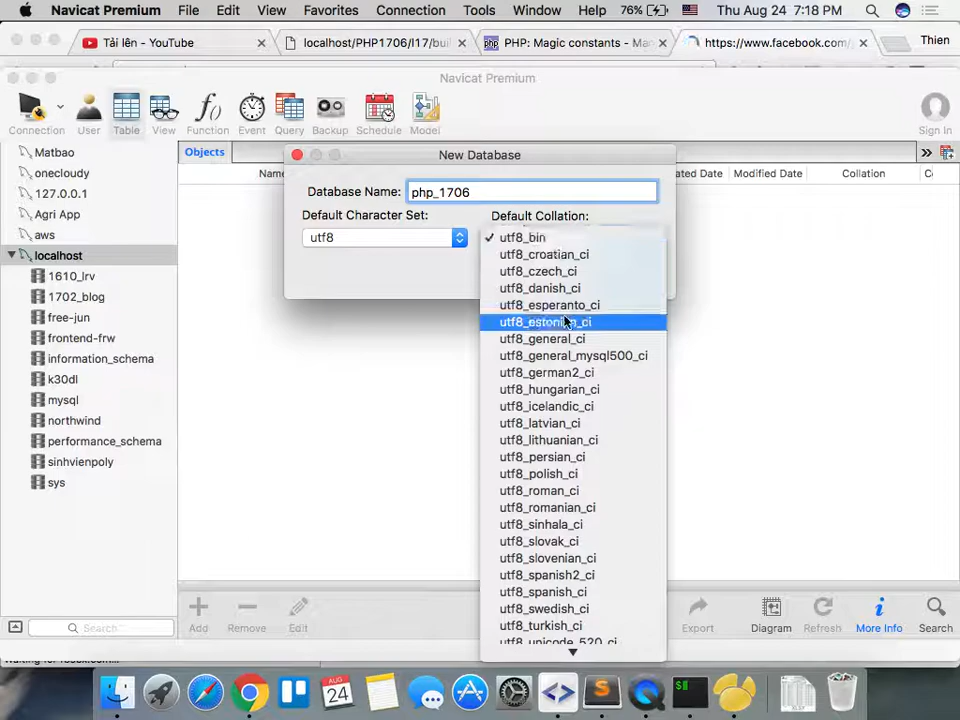 Navicat Premium File Edit View Favorites Connection Tools Window Help 76% Thu Aug 24 7:18 PM
Tải lên - YouTube localhost/PHP1706/l17/bui PHP: Magic constants - Ma https://www.facebook.com/ Thien
Navicat Premium
Connection User Table View Function Event Query Backup Schedule Model Sign In
Objects
Name ated Date Modified Date Collation
New Database
Database Name: php_1706
Default Character Set: Default Collation:
utf8
utf8_bin
utf8_croatian_ci
utf8_czech_ci
utf8_danish_ci
utf8_esperanto_ci
utf8_estonian_ci
utf8_general_ci
utf8_general_mysql500_ci
utf8_german2_ci
utf8_hungarian_ci
utf8_icelandic_ci
utf8_latvian_ci
utf8_lithuanian_ci
utf8_persian_ci
utf8_polish_ci
utf8_roman_ci
utf8_romanian_ci
utf8_sinhala_ci
utf8_slovak_ci
utf8_slovenian_ci
utf8_spanish2_ci
utf8_spanish_ci
utf8_swedish_ci
utf8_turkish_ci
utf8_unicode_520_ci
Matbao
onecloudy
127.0.0.1
Agri App
aws
localhost
1610_lrv
1702_blog
free-jun
frontend-frw
information_schema
k30dl
mysql
northwind
performance_schema
sinhvienpoly
sys
Search
Add Remove Edit Export Diagram Refresh More Info Search
AUG
24